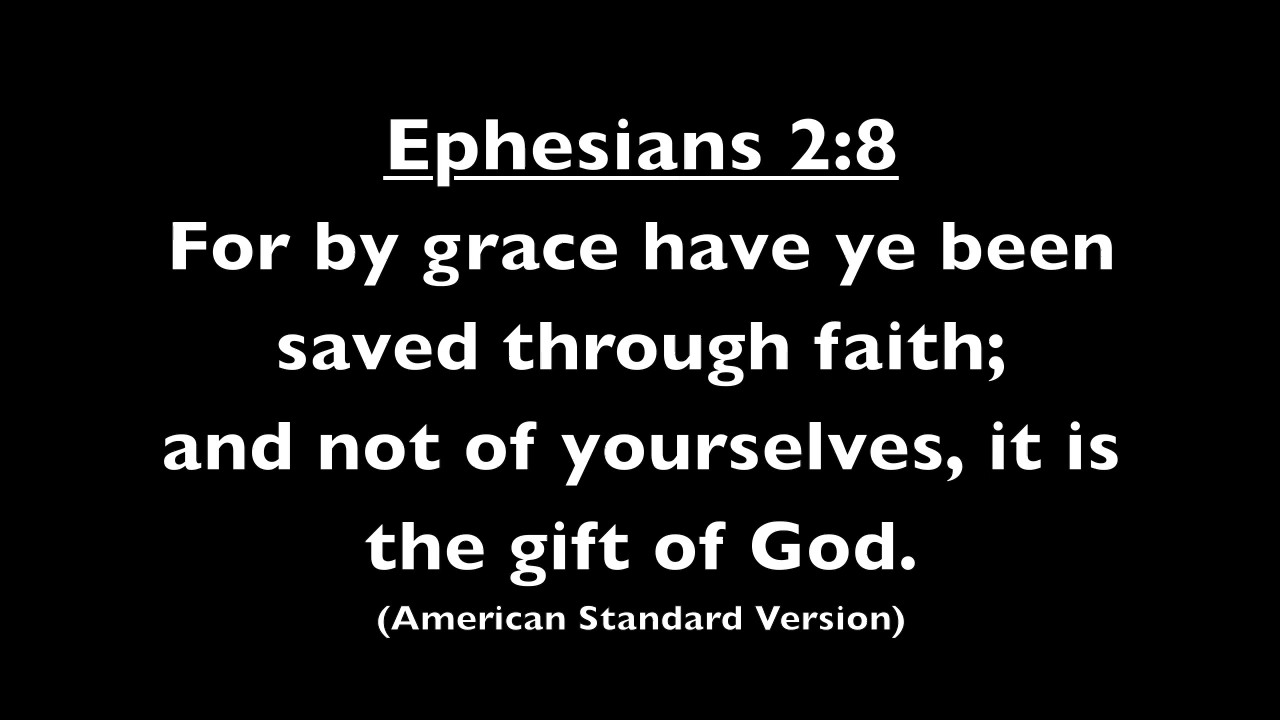 Ephesians 2:8
For by grace have ye been
saved through faith;
and not of yourselves, it is
the gift of God.
(American Standard Version)